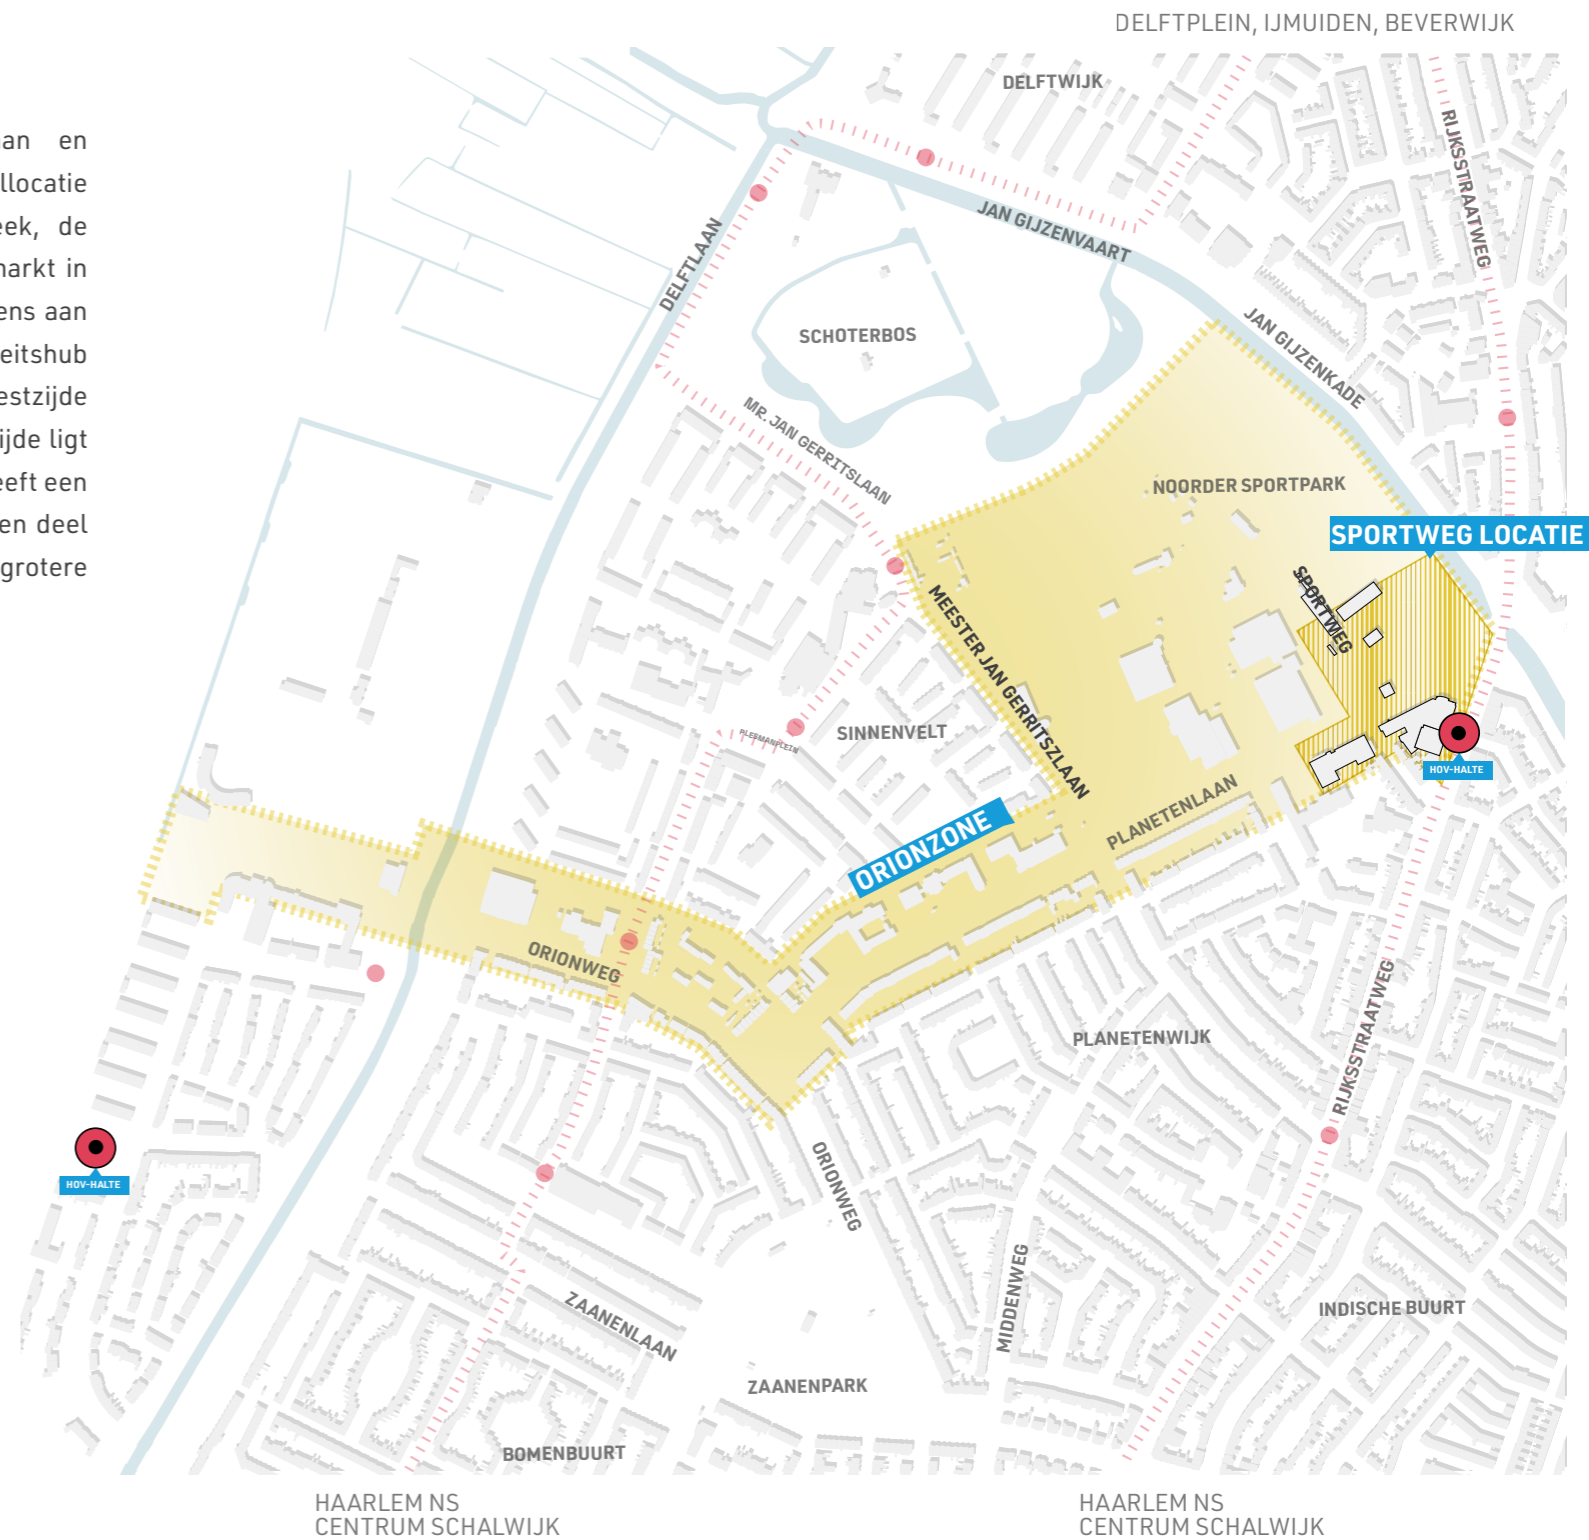 DELFTPLEIN, IJMUIDEN, BEVERWIJK
an en
llocatie
eek, de
markt in
ens aan
eitshub
estzijde
ijde ligt
eeft een
en deel
grotere
DELFTWIJK
RIJKSSTRAATWEG
JAN GIJZENVAART
DELFTLAAN
SCHOTERBOS
JAN GIJZENKADE
MR. JAN GERRITSLAAN
NOORDER SPORTPARK
SPORTWEG LOCATIE
SPORTWEG
MEESTER JAN GERRITSZLAAN
SINNENVELT
PLESMANPLEIN
HOV-HALTE
PLANETENLAAN
ORIONZONE
ORIONWEG
PLANETENWIJK
RIJKSSTRAATWEG
HOV-HALTE
ORIONWEG
MIDDENWEG
ZAANENLAAN
INDISCHE BUURT
ZAANENPARK
BOMENBUURT
HAARLEM NS
CENTRUM SCHALWIJK
HAARLEM NS
CENTRUM SCHALWIJK